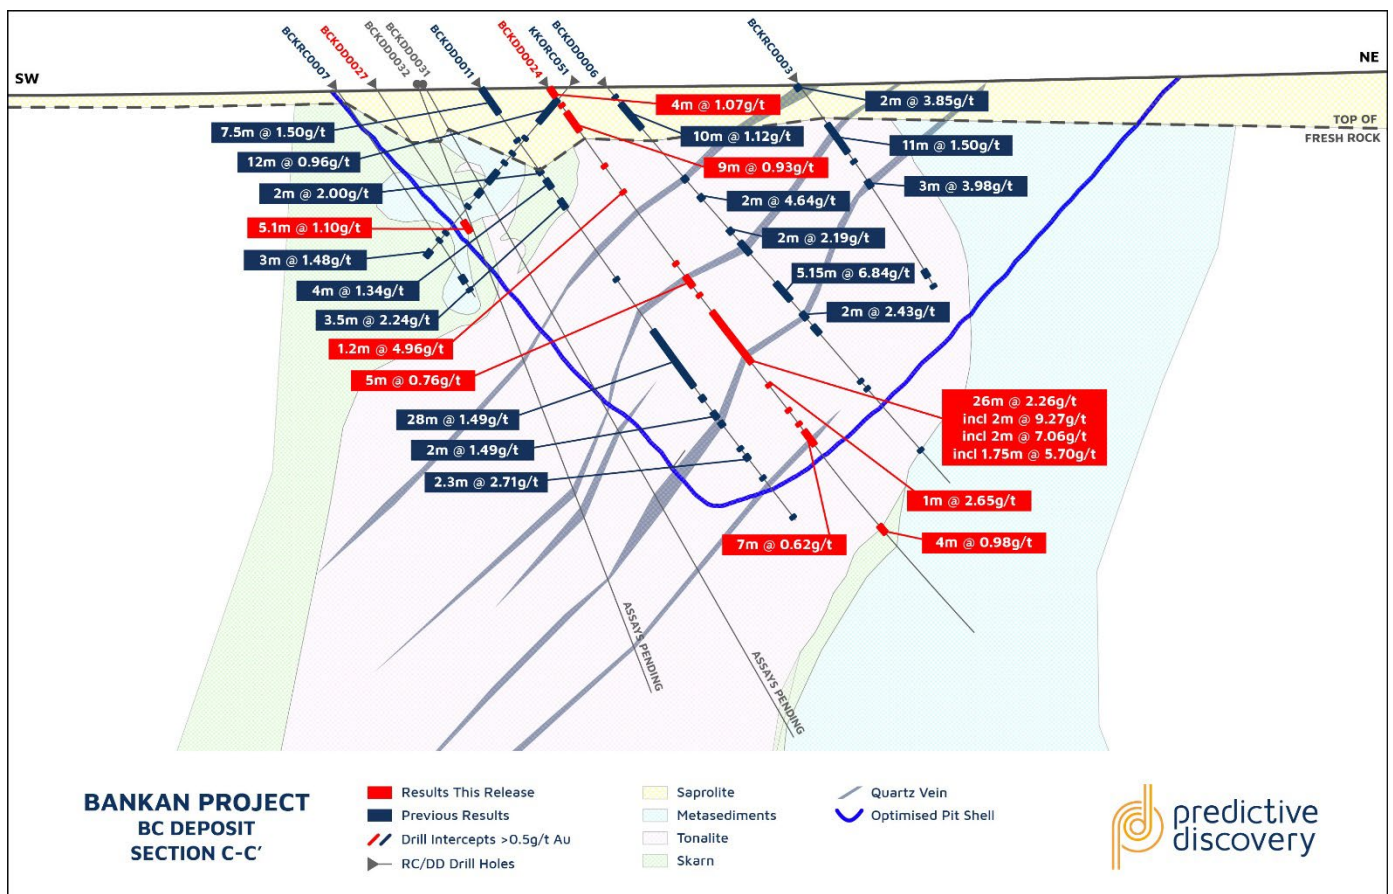 SW
NE
BCKRC0007
BCKDD0027
BCKDD0032
BCKDD0031
BCKDD0011
BCKDD0024
KKORC051
BCKDD0006
BCKRC0003
TOP OF
FRESH ROCK
7.5m @ 1.50g/t
12m @ 0.96g/t
2m @ 2.00g/t
5.1m @ 1.10g/t
3m @ 1.48g/t
4m @ 1.34g/t
3.5m @ 2.24g/t
1.2m @ 4.96g/t
5m @ 0.76g/t
28m @ 1.49g/t
2m @ 1.49g/t
2.3m @ 2.71g/t
4m @ 1.07g/t
10m @ 1.12g/t
9m @ 0.93g/t
2m @ 4.64g/t
2m @ 2.19g/t
5.15m @ 6.84g/t
2m @ 2.43g/t
2m @ 3.85g/t
11m @ 1.50g/t
3m @ 3.98g/t
26m @ 2.26g/t
incl 2m @ 9.27g/t
incl 2m @ 7.06g/t
incl 1.75m @ 5.70g/t
1m @ 2.65g/t
7m @ 0.62g/t
4m @ 0.98g/t
ASSAYS PENDING
ASSAYS PENDING
BANKAN PROJECT
BC DEPOSIT
SECTION C-C'
Results This Release
Previous Results
Drill Intercepts >0.5g/t Au
RC/DD Drill Holes
Saprolite
Metasediments
Tonalite
Skarn
Quartz Vein
Optimised Pit Shell
predictive
discovery